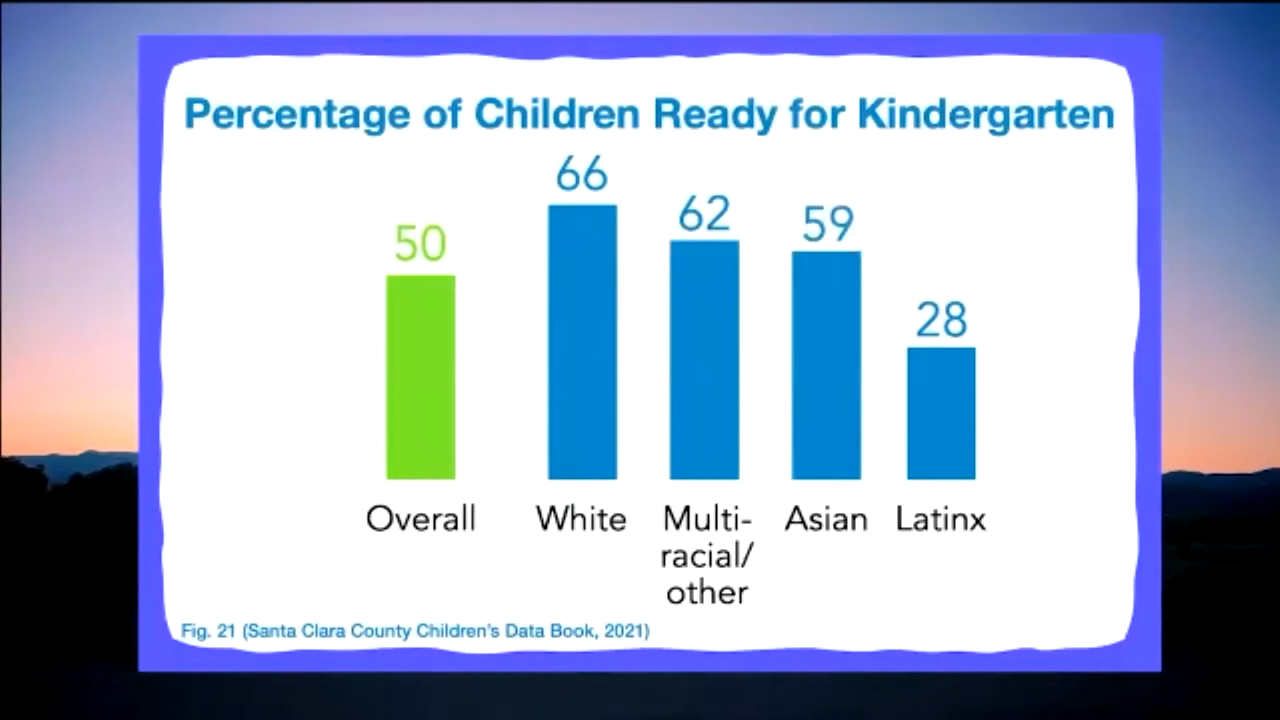 Percentage of Children Ready for Kindergarten
50
66
62
59
28
Overall
White
Multi-
racial/
other
Asian
Latinx
Fig. 21 (Santa Clara County Children's Data Book, 2021)